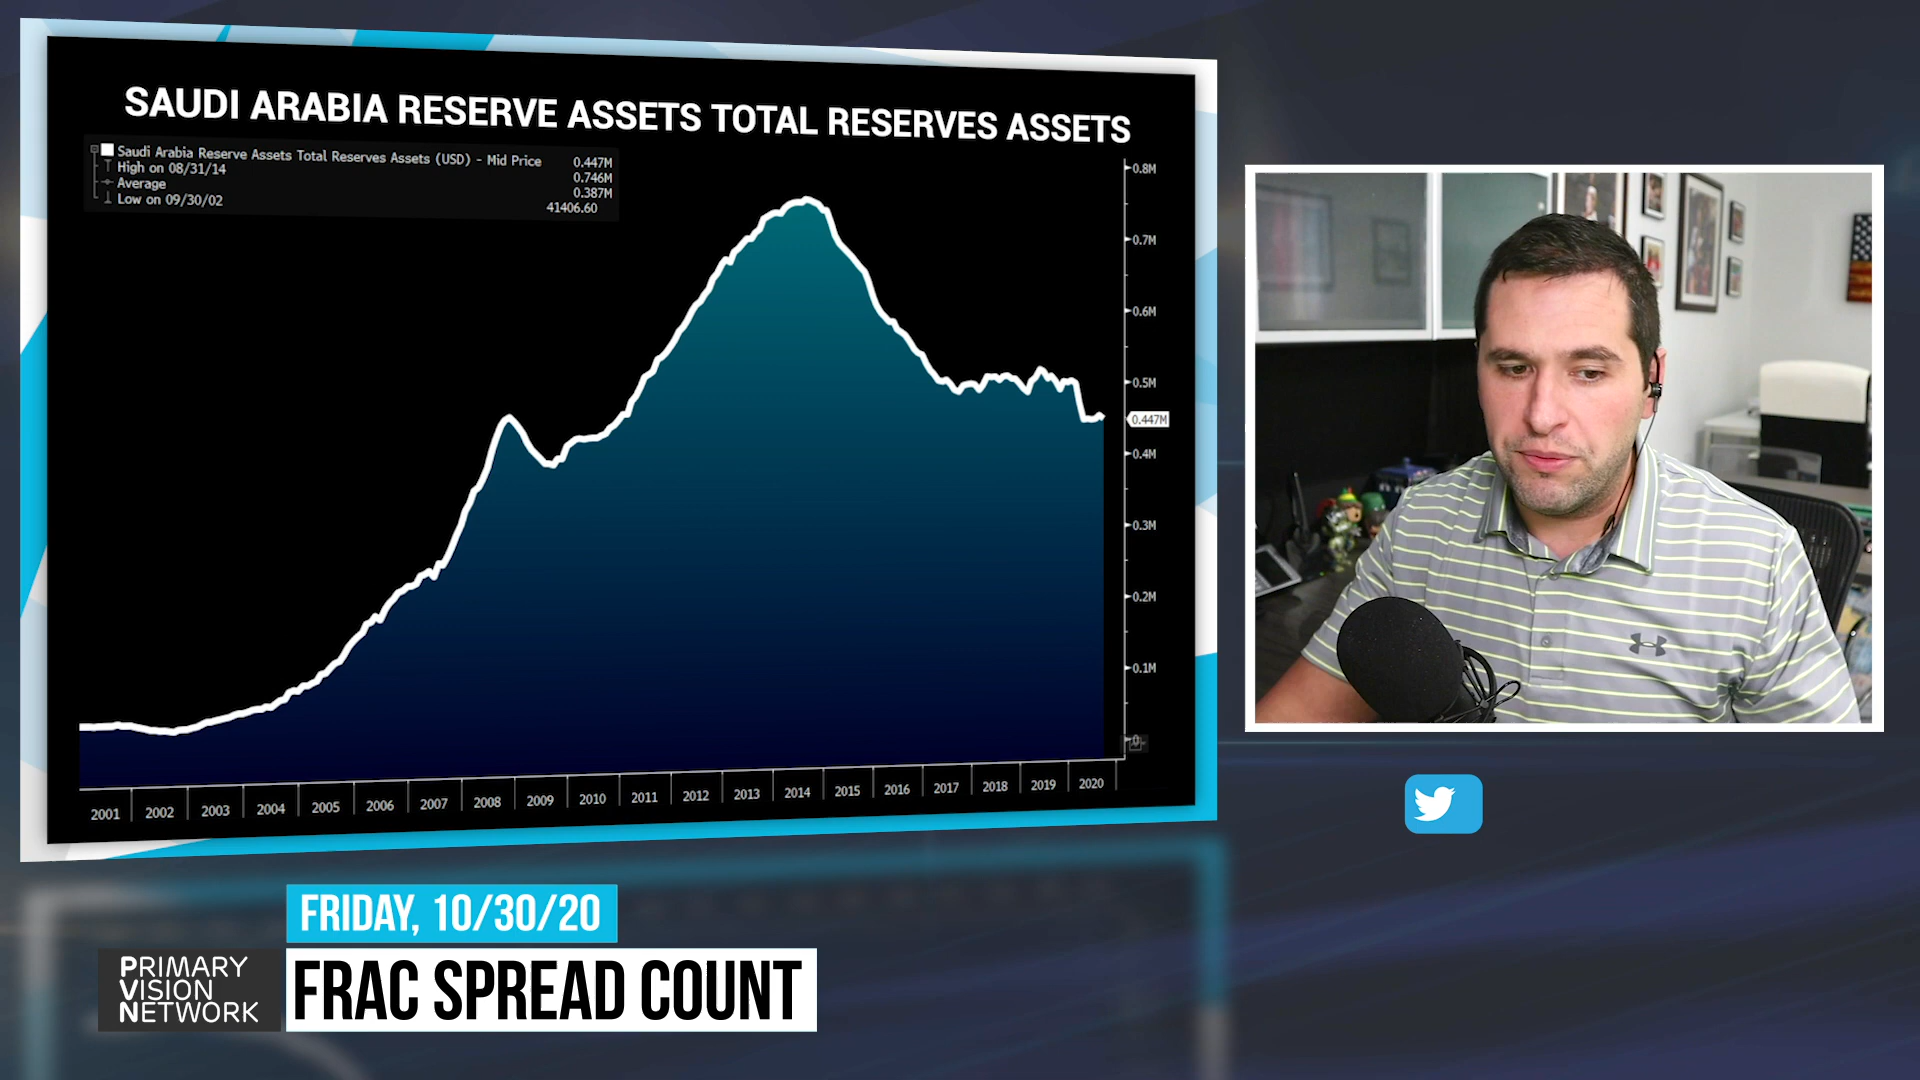 SAUDI ARABIA RESERVE ASSETS TOTAL RESERVES ASSETS
Saudi Arabia Reserve Assets Total Reserves Assets (USD) - Mid Price 0.447M
High on 08/31/14 0.746M
Average 0.387M
Low on 09/30/02 41406.60
0.8M
0.7M
0.6M
0.5M
0.447M
0.4M
0.3M
0.2M
0.1M
0
2001 2002 2003 2004 2005 2006 2007 2008 2009 2010 2011 2012 2013 2014 2015 2016 2017 2018 2019 2020
FRIDAY, 10/30/20
PRIMARY
VISION
NETWORK
FRAC SPREAD COUNT